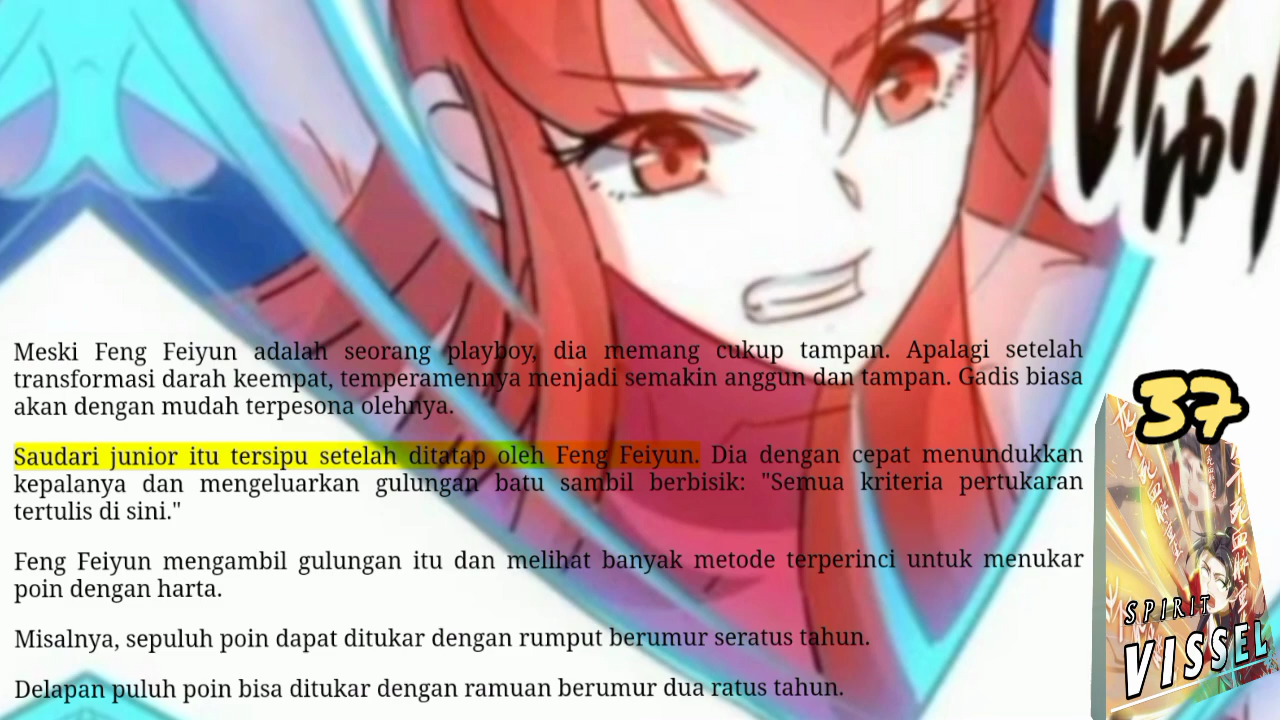 Meski Feng Feiyun adalah seorang playboy, dia memang cukup tampan. Apalagi setelah
transformasi darah keempat, temperamennya menjadi semakin anggun dan tampan. Gadis biasa
akan dengan mudah terpesona olehnya.
Saudari junior itu tersipu setelah ditatap oleh Feng Feiyun. Dia dengan cepat menundukkan
kepalanya dan mengeluarkan gulungan batu sambil berbisik: "Semua kriteria pertukaran
tertulis di sini."
Feng Feiyun mengambil gulungan itu dan melihat banyak metode terperinci untuk menukar
poin dengan harta.
Misalnya, sepuluh poin dapat ditukar dengan rumput berumur seratus tahun.
Delapan puluh poin bisa ditukar dengan ramuan berumur dua ratus tahun.
37
SPIRIT
VISSEL